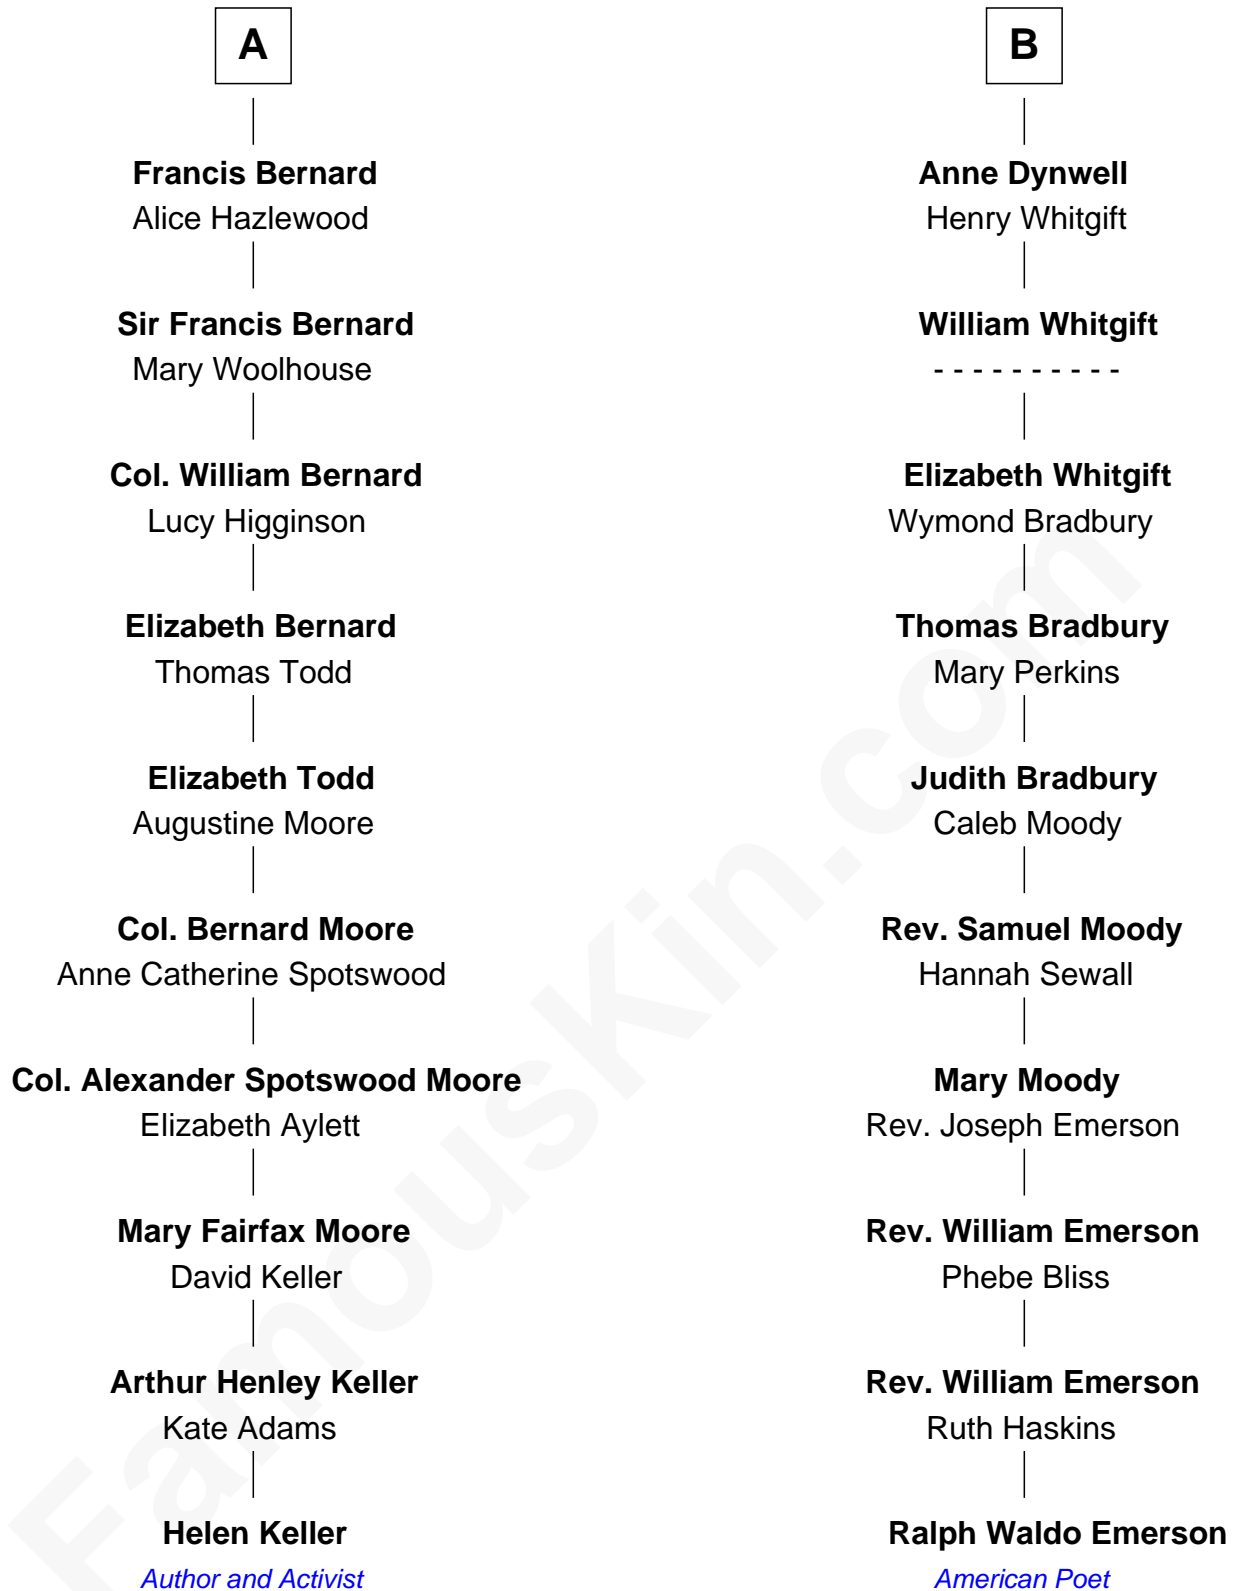 A
Francis Bernard
Alice Hazlewood
Sir Francis Bernard
Mary Woolhouse
Col. William Bernard
Lucy Higginson
Elizabeth Bernard
Thomas Todd
Elizabeth Todd
Augustine Moore
Col. Bernard Moore
Anne Catherine Spotswood
Col. Alexander Spotswood Moore
Elizabeth Aylett
Mary Fairfax Moore
David Keller
Arthur Henley Keller
Kate Adams
Helen Keller
Author and Activist
B
Anne Dynwell
Henry Whitgift
William Whitgift
- - - - - - - - - -
Elizabeth Whitgift
Wymond Bradbury
Thomas Bradbury
Mary Perkins
Judith Bradbury
Caleb Moody
Rev. Samuel Moody
Hannah Sewall
Mary Moody
Rev. Joseph Emerson
Rev. William Emerson
Phebe Bliss
Rev. William Emerson
Ruth Haskins
Ralph Waldo Emerson
American Poet
FamousKin.com